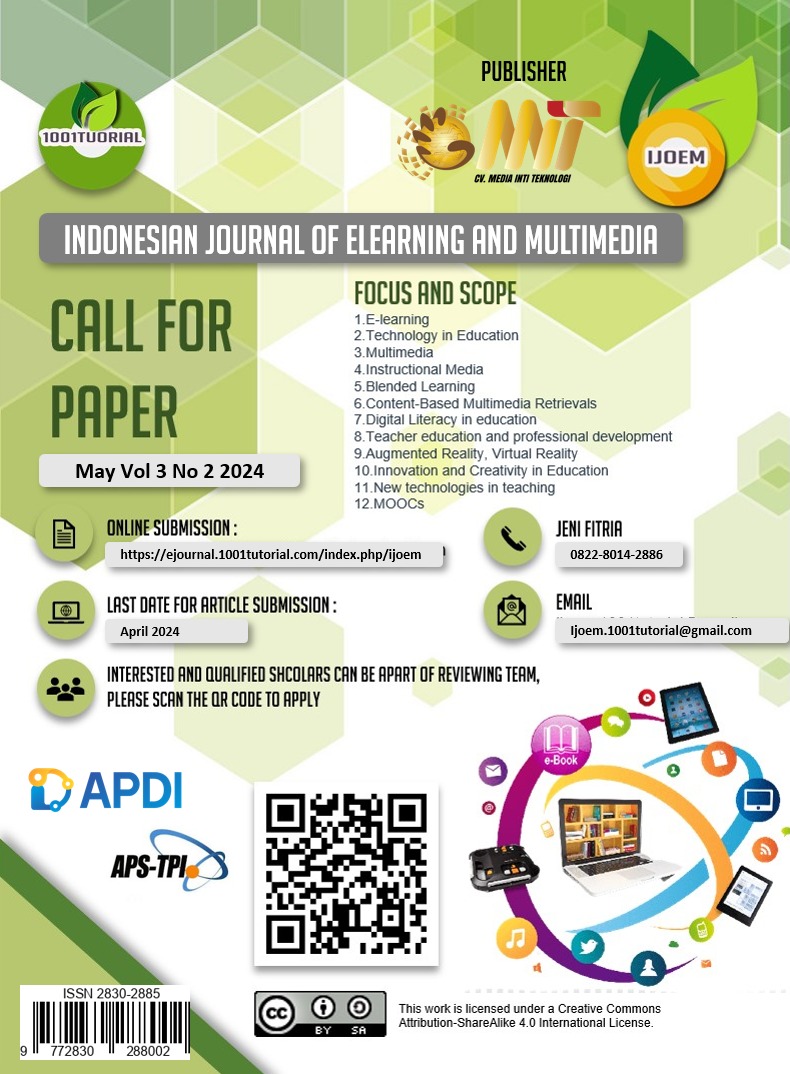 PUBLISHER
1001TUORIAL
MIT
CV. MEDIA INTI TEKNOLOGI
IJOEM
INDONESIAN JOURNAL OF ELEARNING AND MULTIMEDIA
CALL FOR
PAPER
May Vol 3 No 2 2024
FOCUS AND SCOPE
1.E-learning
2.Technology in Education
3.Multimedia
4.Instructional Media
5.Blended Learning
6.Content-Based Multimedia Retrievals
7.Digital Literacy in education
8.Teacher education and professional development
9.Augmented Reality, Virtual Reality
10.Innovation and Creativity in Education
11.New technologies in teaching
12.MOOCs
ONLINE SUBMISSION :
https://ejournal.1001tutorial.com/index.php/ijoem
JENI FITRIA
0822-8014-2886
LAST DATE FOR ARTICLE SUBMISSION :
April 2024
EMAIL
Ijoem.1001tutorial@gmail.com
INTERESTED AND QUALIFIED SHCOLARS CAN BE APART OF REVIEWING TEAM,
PLEASE SCAN THE QR CODE TO APPLY
e-Book
APDI
APS-TPI
ISSN 2830-2885
9 772830 288002
cc BY SA
This work is licensed under a Creative Commons
Attribution-ShareAlike 4.0 International License.